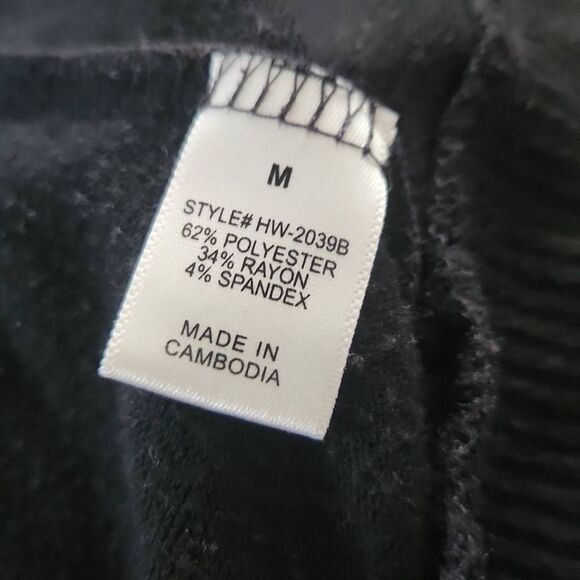 M
STYLE# HW-2039B
62% POLYESTER
34% RAYON
4% SPANDEX
MADE IN
CAMBODIA